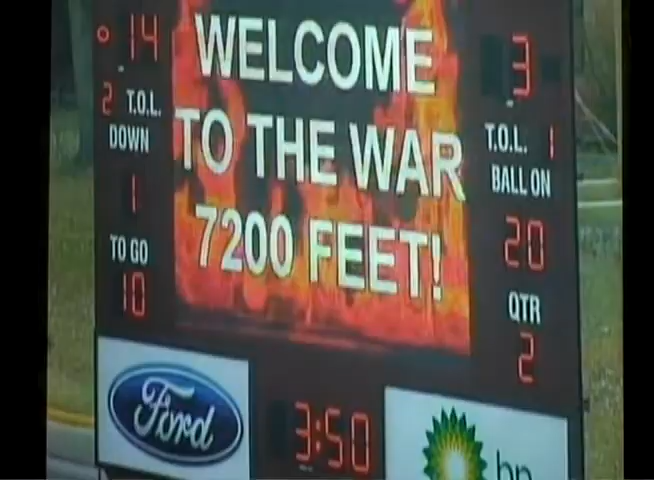 14
WELCOME
3
2 T.O.L.
TO THE WAR
T.O.L. 1
DOWN
BALL ON
1
7200 FEET!
20
TO GO
QTR
10
2
Ford
3:50
bp